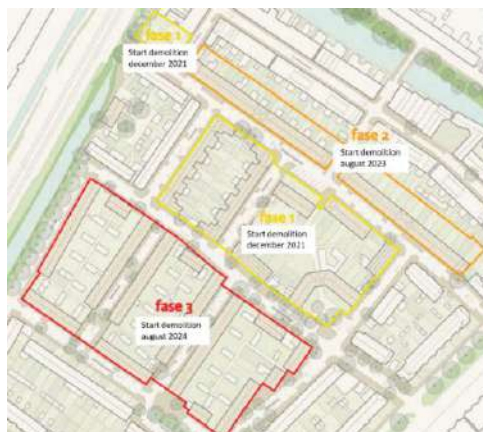 fase 1
Start demolition
december 2021
fase 2
Start demolition
august 2023
fase 1
Start demolition
december 2021
fase 3
Start demolition
august 2024